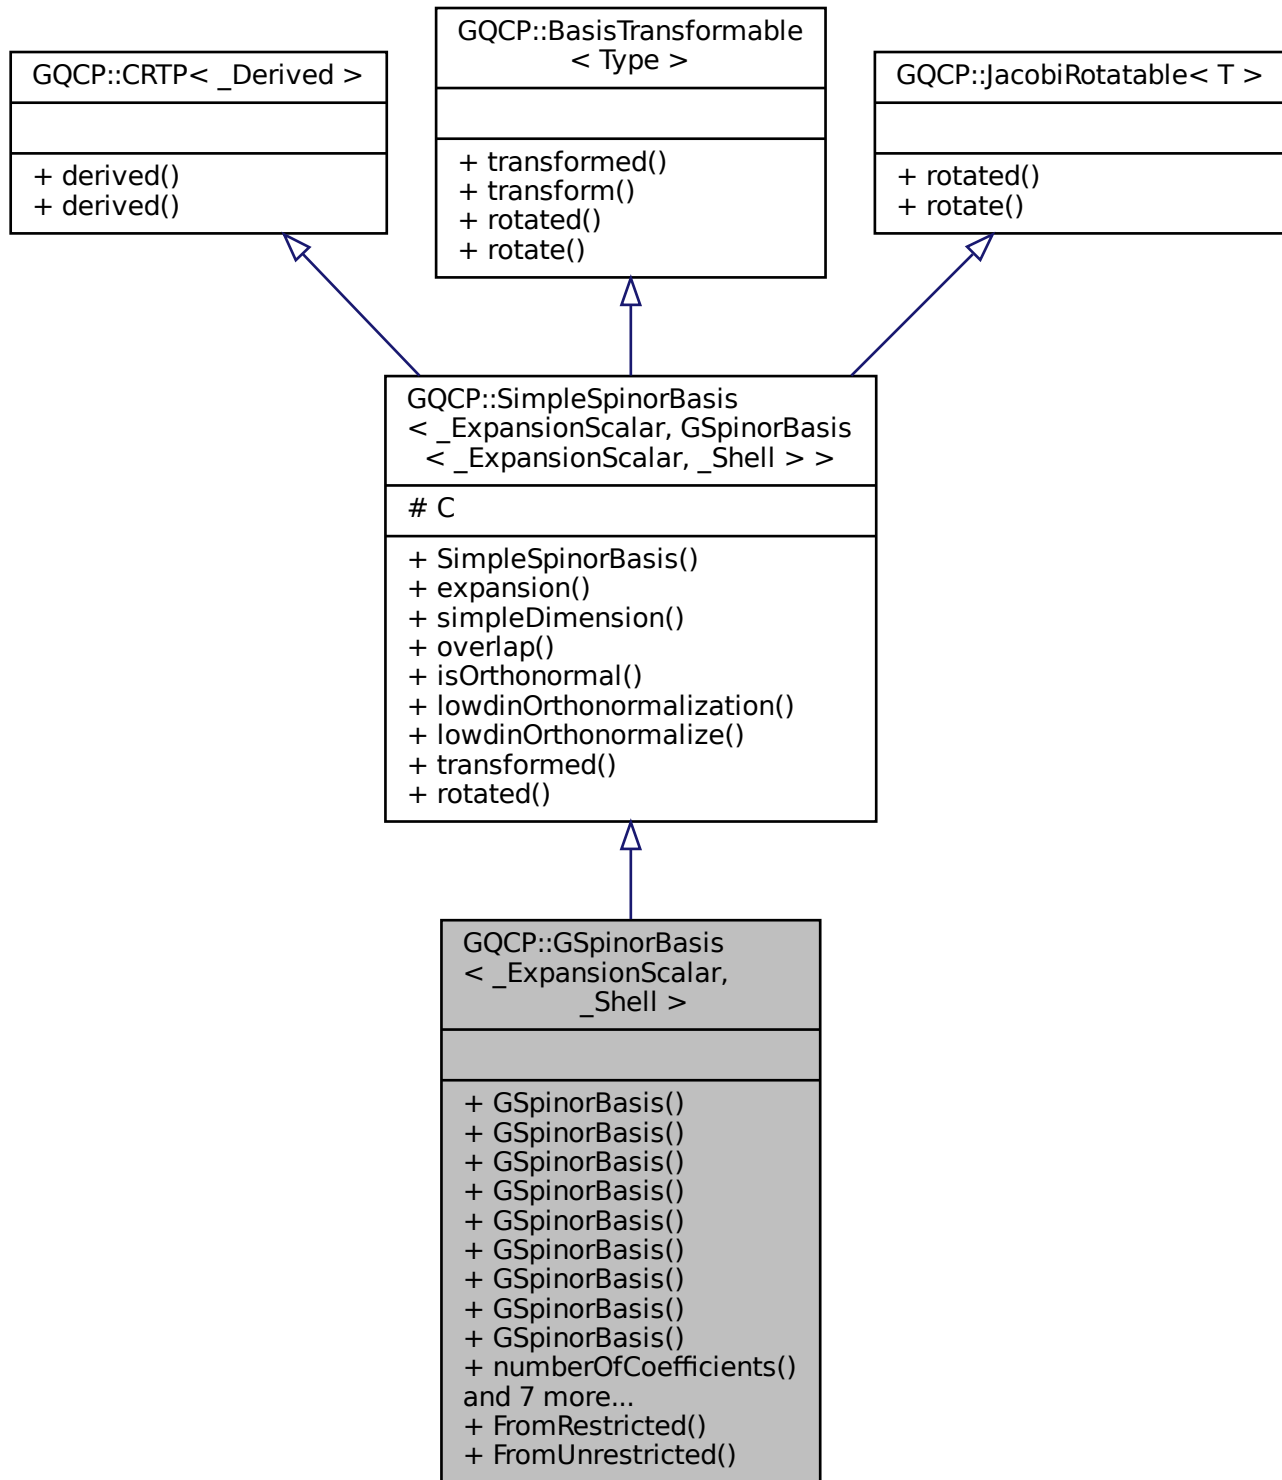 GQCP::CRTP< _Derived >
+ derived()
+ derived()
GQCP::BasisTransformable
< Type >
+ transformed()
+ transform()
+ rotated()
+ rotate()
GQCP::JacobiRotatable< T >
+ rotated()
+ rotate()
GQCP::SimpleSpinorBasis
< _ExpansionScalar, GSpinorBasis
< _ExpansionScalar, _Shell > >
# C
+ SimpleSpinorBasis()
+ expansion()
+ simpleDimension()
+ overlap()
+ isOrthonormal()
+ lowdinOrthonormalization()
+ lowdinOrthonormalize()
+ transformed()
+ rotated()
GQCP::GSpinorBasis
< _ExpansionScalar,
_Shell >
+ GSpinorBasis()
+ GSpinorBasis()
+ GSpinorBasis()
+ GSpinorBasis()
+ GSpinorBasis()
+ GSpinorBasis()
+ GSpinorBasis()
+ GSpinorBasis()
+ GSpinorBasis()
+ numberOfCoefficients()
and 7 more...
+ FromRestricted()
+ FromUnrestricted()